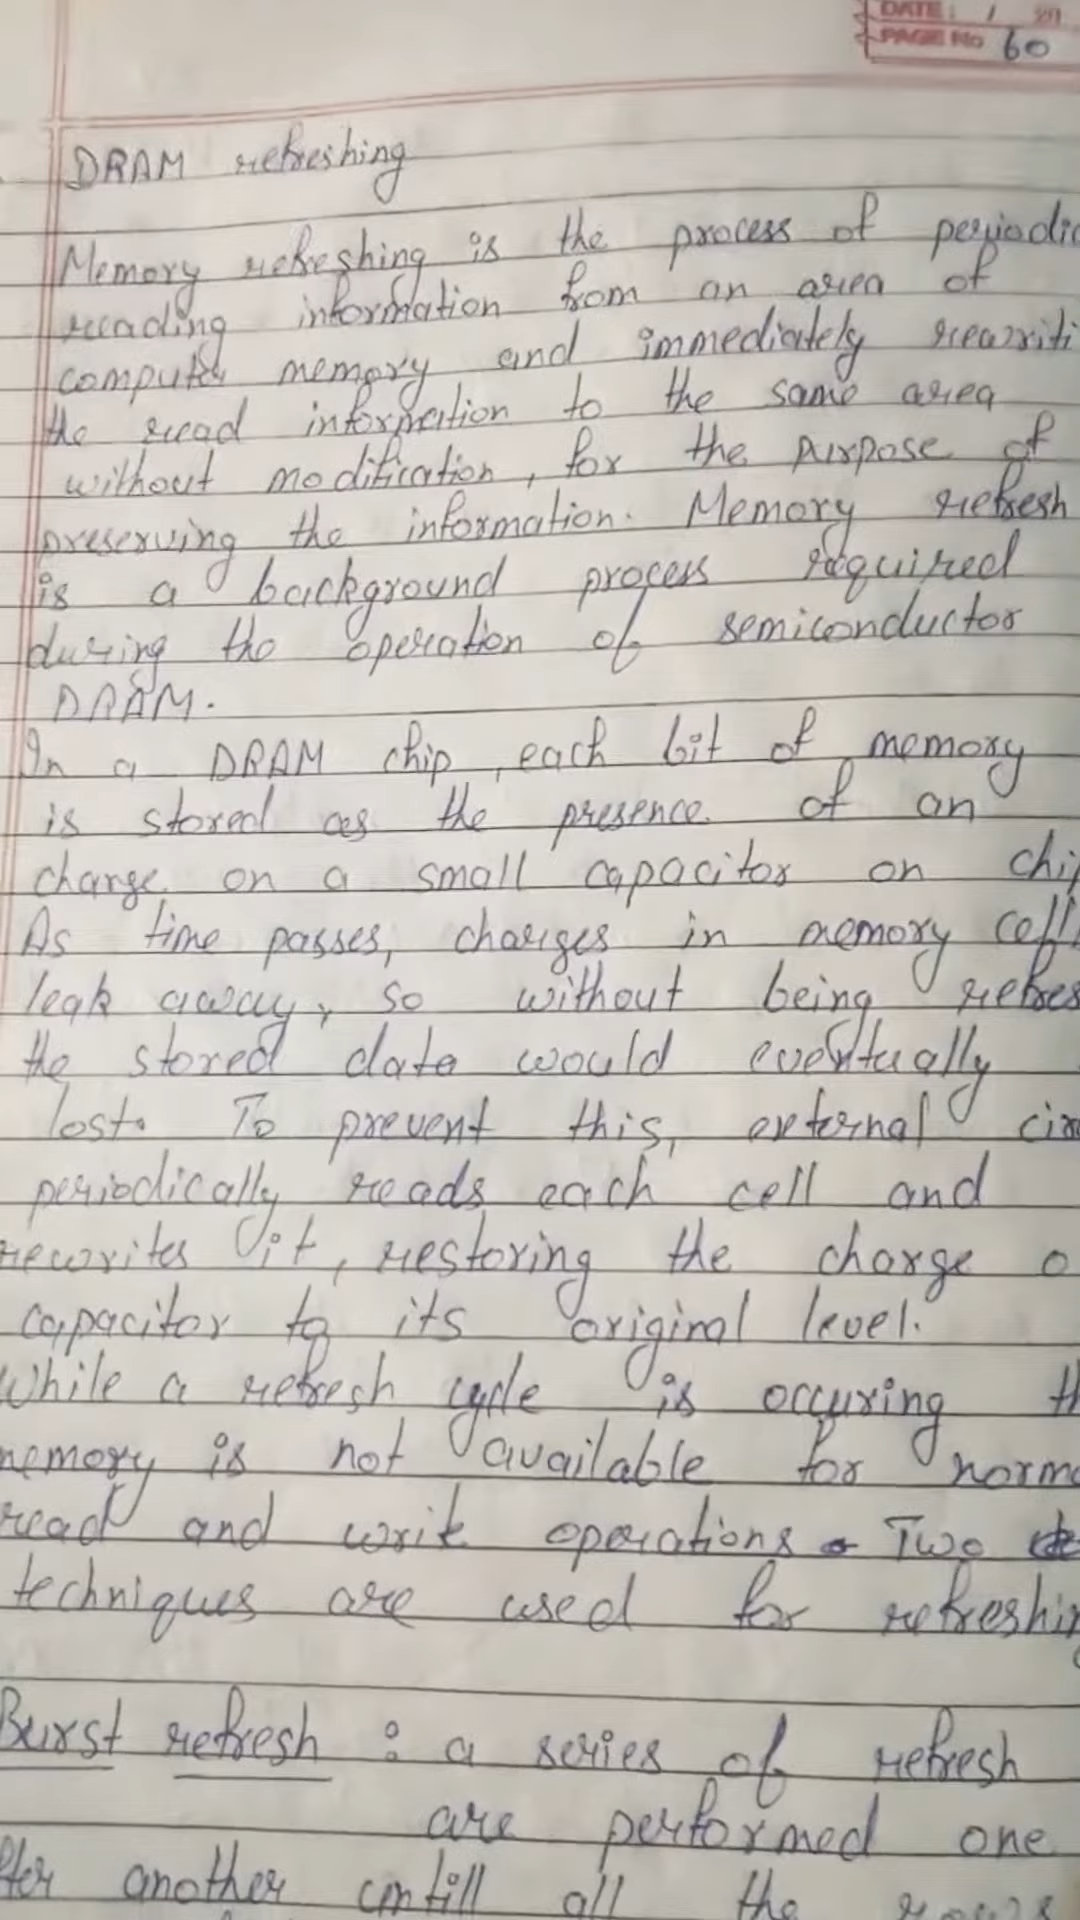 DATE: / 20
PAGE No 60
DRAM refreshing
Memory refreshing is the process of periodic
reading information from an area of
computer memory and immediately rewriti
the read information to the same area
without modification, for the purpose of
preserving the information. Memory refresh
is a background process required
during the operation of semiconductor
DRAM.
In a DRAM chip, each bit of memory
is stored as the presence of an
charge on a small capacitor on chip
As time passes, charges in memory cell
leak away, so without being refres
the stored data would eventually
lost. To prevent this, external circ
periodically reads each cell and
rewrites it, restoring the charge o
capacitor to its original level.
While a refresh cycle is occuring th
memory is not available for norma
read and write operations. Two
techniques are used for refreshin
Burst refresh : a series of refresh
are performed one
fter another untill all the rows